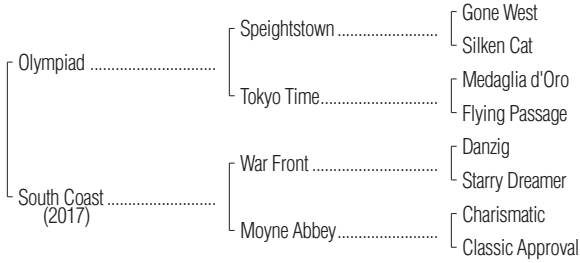 Gone West
Speightstown
Silken Cat
Olympiad
Medaglia d'Oro
Tokyo Time
Flying Passage
Danzig
War Front
Starry Dreamer
South Coast
(2017)
Charismatic
Moyne Abbey
Classic Approval